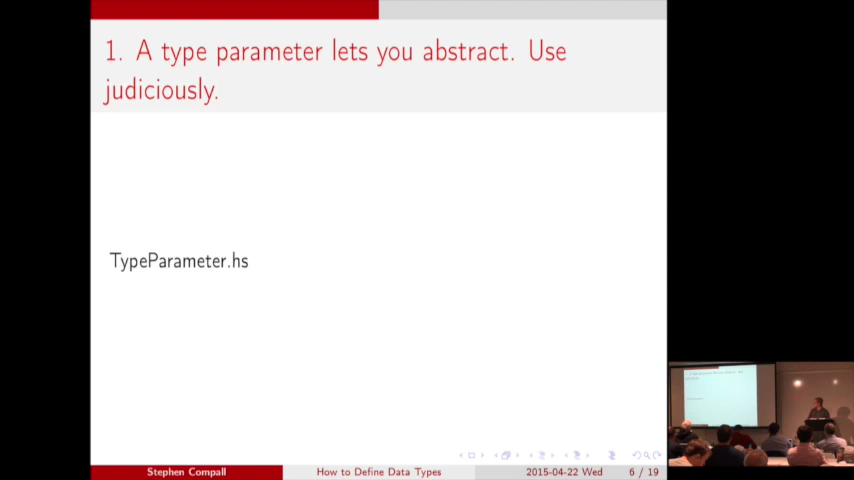 1. A type parameter lets you abstract. Use
judiciously.
TypeParameter.hs
Stephen Compall
How to Define Data Types
2015-04-22 Wed
6 / 19